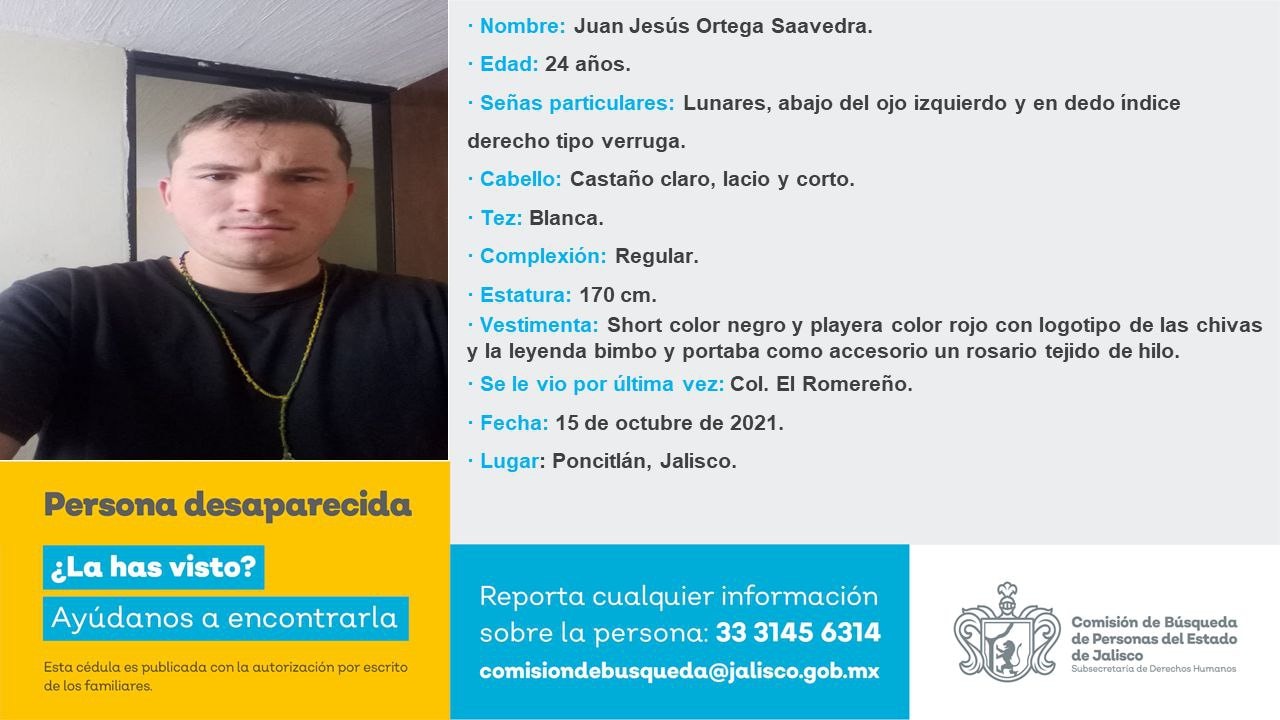 · Nombre: Juan Jesús Ortega Saavedra.
· Edad: 24 años.
· Señas particulares: Lunares, abajo del ojo izquierdo y en dedo índice
derecho tipo verruga.
· Cabello: Castaño claro, lacio y corto.
· Tez: Blanca.
· Complexión: Regular.
· Estatura: 170 cm.
· Vestimenta: Short color negro y playera color rojo con logotipo de las chivas
y la leyenda bimbo y portaba como accesorio un rosario tejido de hilo.
· Se le vio por última vez: Col. El Romereño.
· Fecha: 15 de octubre de 2021.
· Lugar: Poncitlán, Jalisco.
Persona desaparecida
¿La has visto?
Ayúdanos a encontrarla
Esta cédula es publicada con la autorización por escrito
de los familiares.
Reporta cualquier información
sobre la persona: 33 3145 6314
comisiondebusqueda@jalisco.gob.mx
Comisión de Búsqueda
de Personas del Estado
de Jalisco
Subsecretaría de Derechos Humanos